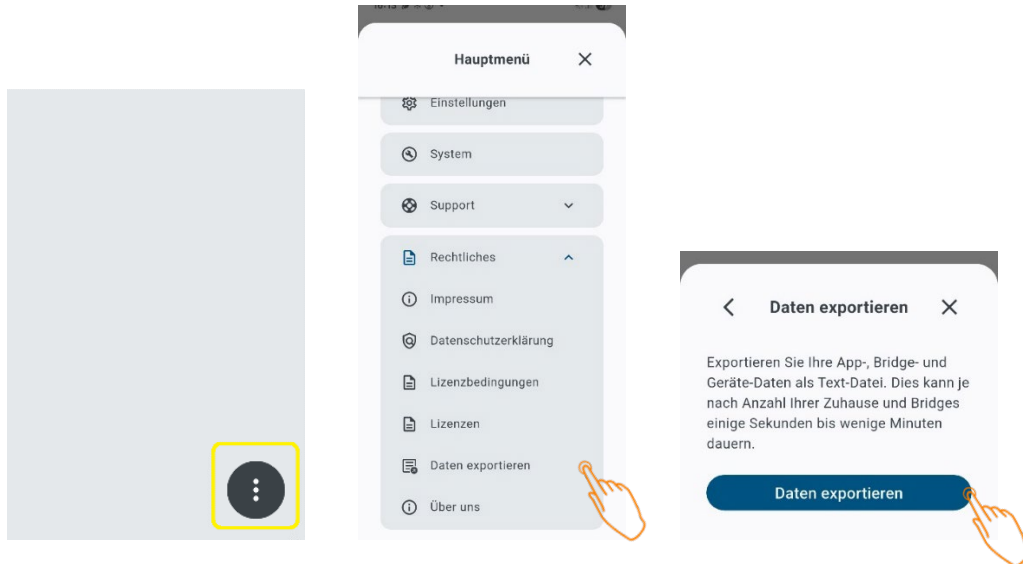 Hauptmenü
Einstellungen
System
Support
Rechtliches
Impressum
Datenschutzerklärung
Lizenzbedingungen
Lizenzen
Daten exportieren
Über uns
Daten exportieren
Exportieren Sie Ihre App-, Bridge- und
Geräte-Daten als Text-Datei. Dies kann je
nach Anzahl Ihrer Zuhause und Bridges
einige Sekunden bis wenige Minuten
dauern.
Daten exportieren